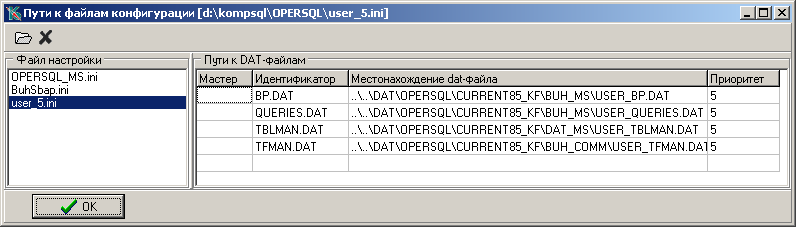 Пути к файлам конфигурации [d:\kompsql\OPERSQL\user_5.ini]
Файл настройки
OPERSQL_MS.ini
BuhSbap.ini
user_5.ini
Пути к DAT-файлам
Мастер Идентификатор Местонахождение dat-файла Приоритет
BP.DAT ..\..\DAT\OPERSQL\CURRENT85_KF\BUH_MS\USER_BP.DAT 5
QUERIES.DAT ..\..\DAT\OPERSQL\CURRENT85_KF\BUH_MS\USER_QUERIES.DAT 5
TBLMAN.DAT ..\..\DAT\OPERSQL\CURRENT85_KF\DAT_MS\USER_TBLMAN.DAT 5
TFMAN.DAT ..\..\DAT\OPERSQL\CURRENT85_KF\BUH_COMM\USER_TFMAN.DAT 5
OK